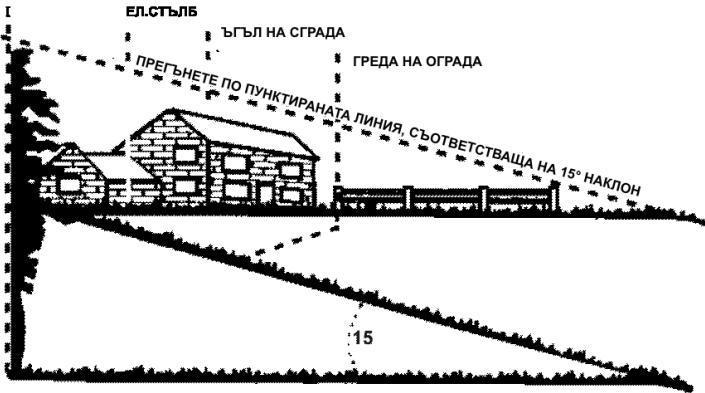 I
ЕЛ.СТЪЛБ
ЪГЪЛ НА СГРАДА
ГРЕДА НА ОГРАДА
ПРЕГЪНЕТЕ ПО ПУНКТИРАНАТА ЛИНИЯ, СЪОТВЕТСТВАЩА НА 15° НАКЛОН
15